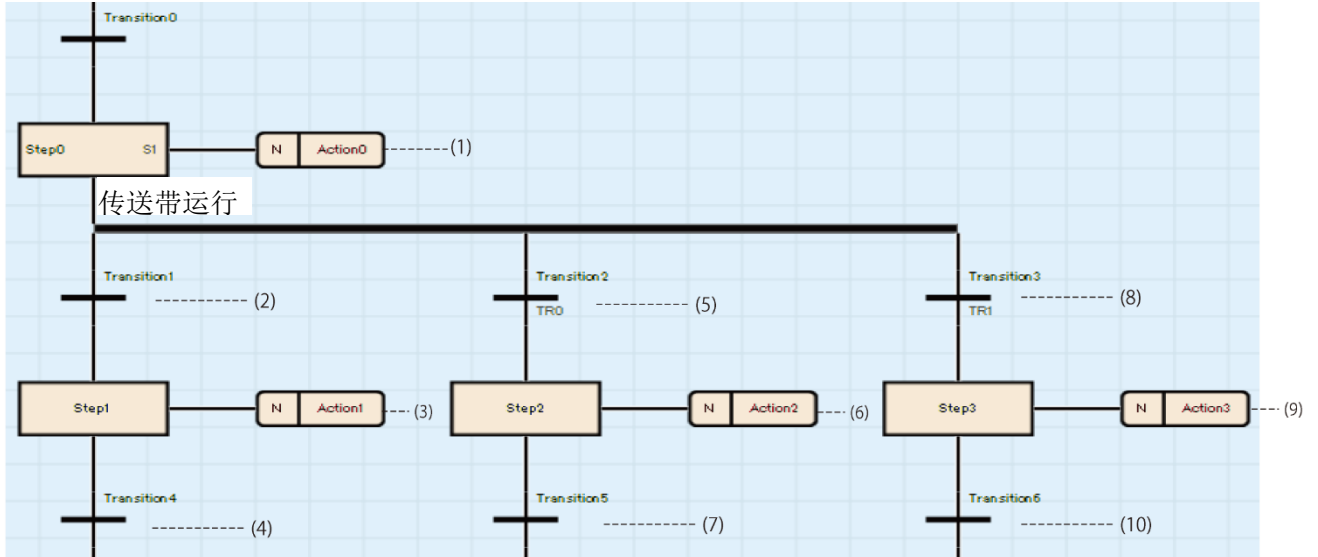 Transition0
Step0 S1 N Action0 (1)
传送带运行
Transition1 Transition2 Transition3
(2) (5) (8)
TR0 TR1
Step1 N Action1 (3) Step2 N Action2 (6) Step3 N Action3 (9)
Transition4 Transition5 Transition6
(4) (7) (10)